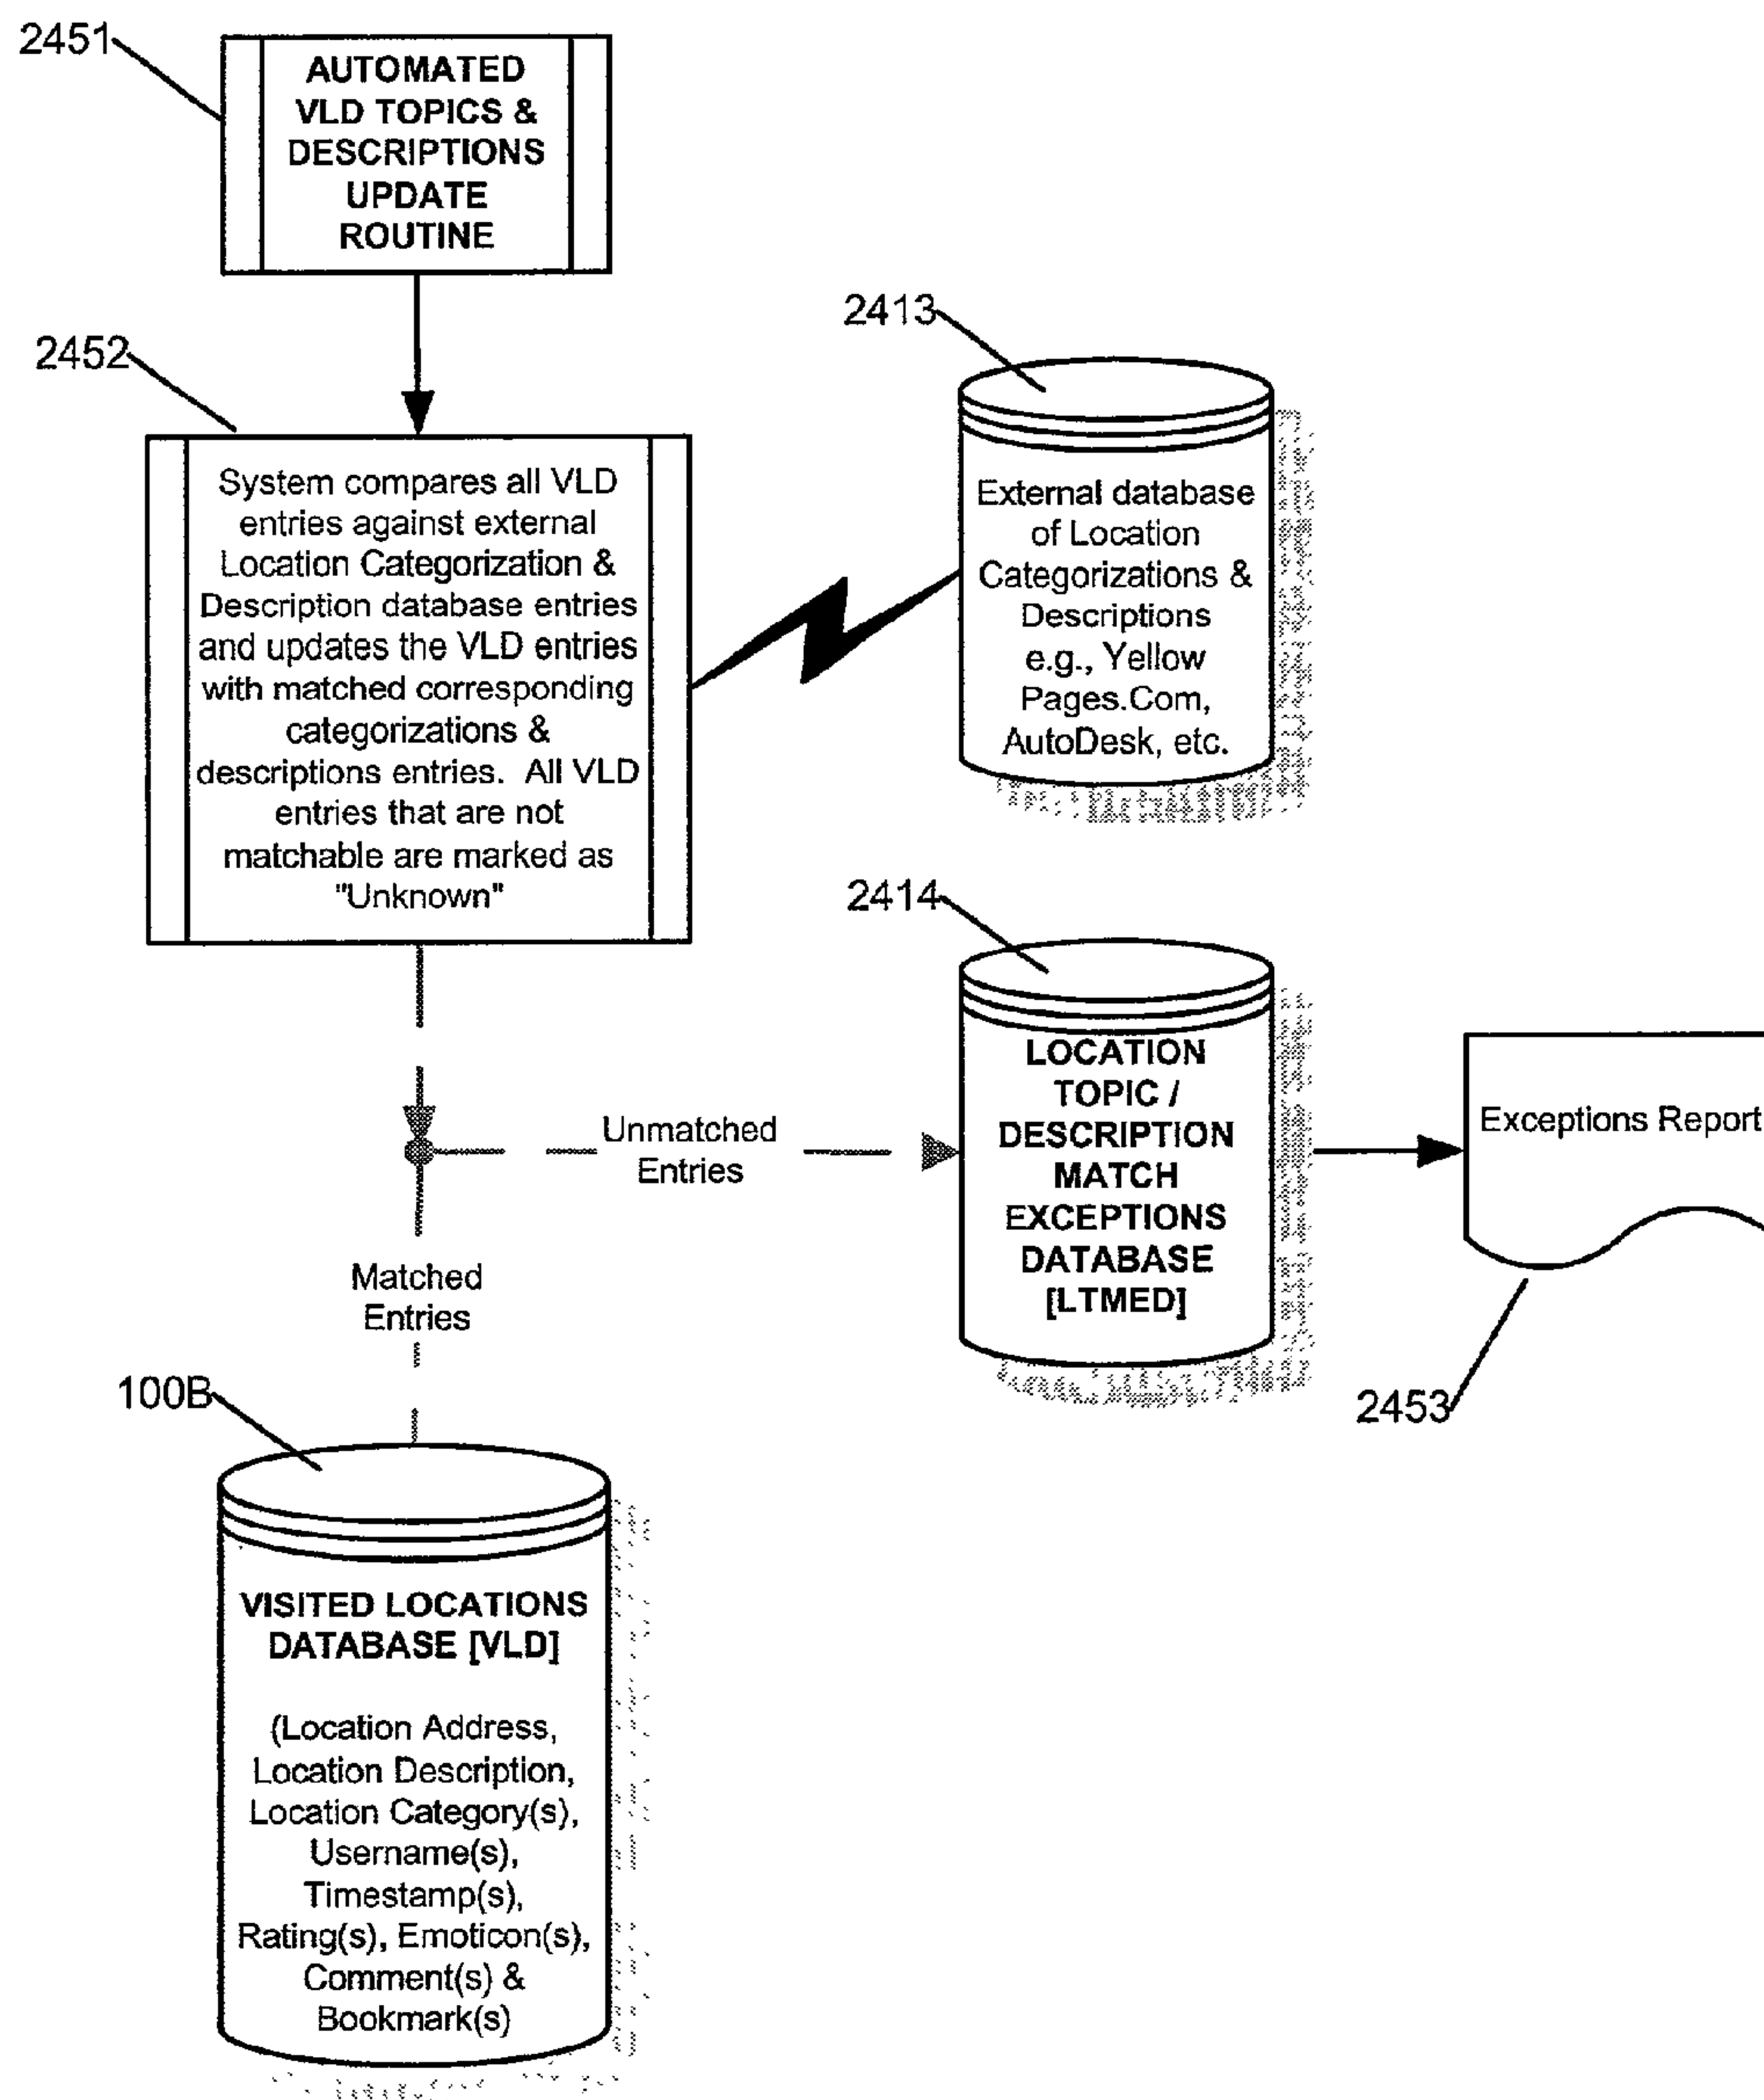 2451
AUTOMATED
VLD TOPICS &
DESCRIPTIONS
UPDATE
ROUTINE
2452
System compares all VLD
entries against external
Location Categorization &
Description database entries
and updates the VLD entries
with matched corresponding
categorizations &
descriptions entries. All VLD
entries that are not
matchable are marked as
"Unknown"
2413
External database
of Location
Categorizations &
Descriptions
e.g., Yellow
Pages.Com,
AutoDesk, etc.
2414
LOCATION
TOPIC /
DESCRIPTION
MATCH
EXCEPTIONS
DATABASE
[LTMED]
Unmatched
Entries
Exceptions Report
2453
Matched
Entries
100B
VISITED LOCATIONS
DATABASE [VLD]
(Location Address,
Location Description,
Location Category(s),
Username(s),
Timestamp(s),
Rating(s), Emoticon(s),
Comment(s) &
Bookmark(s)